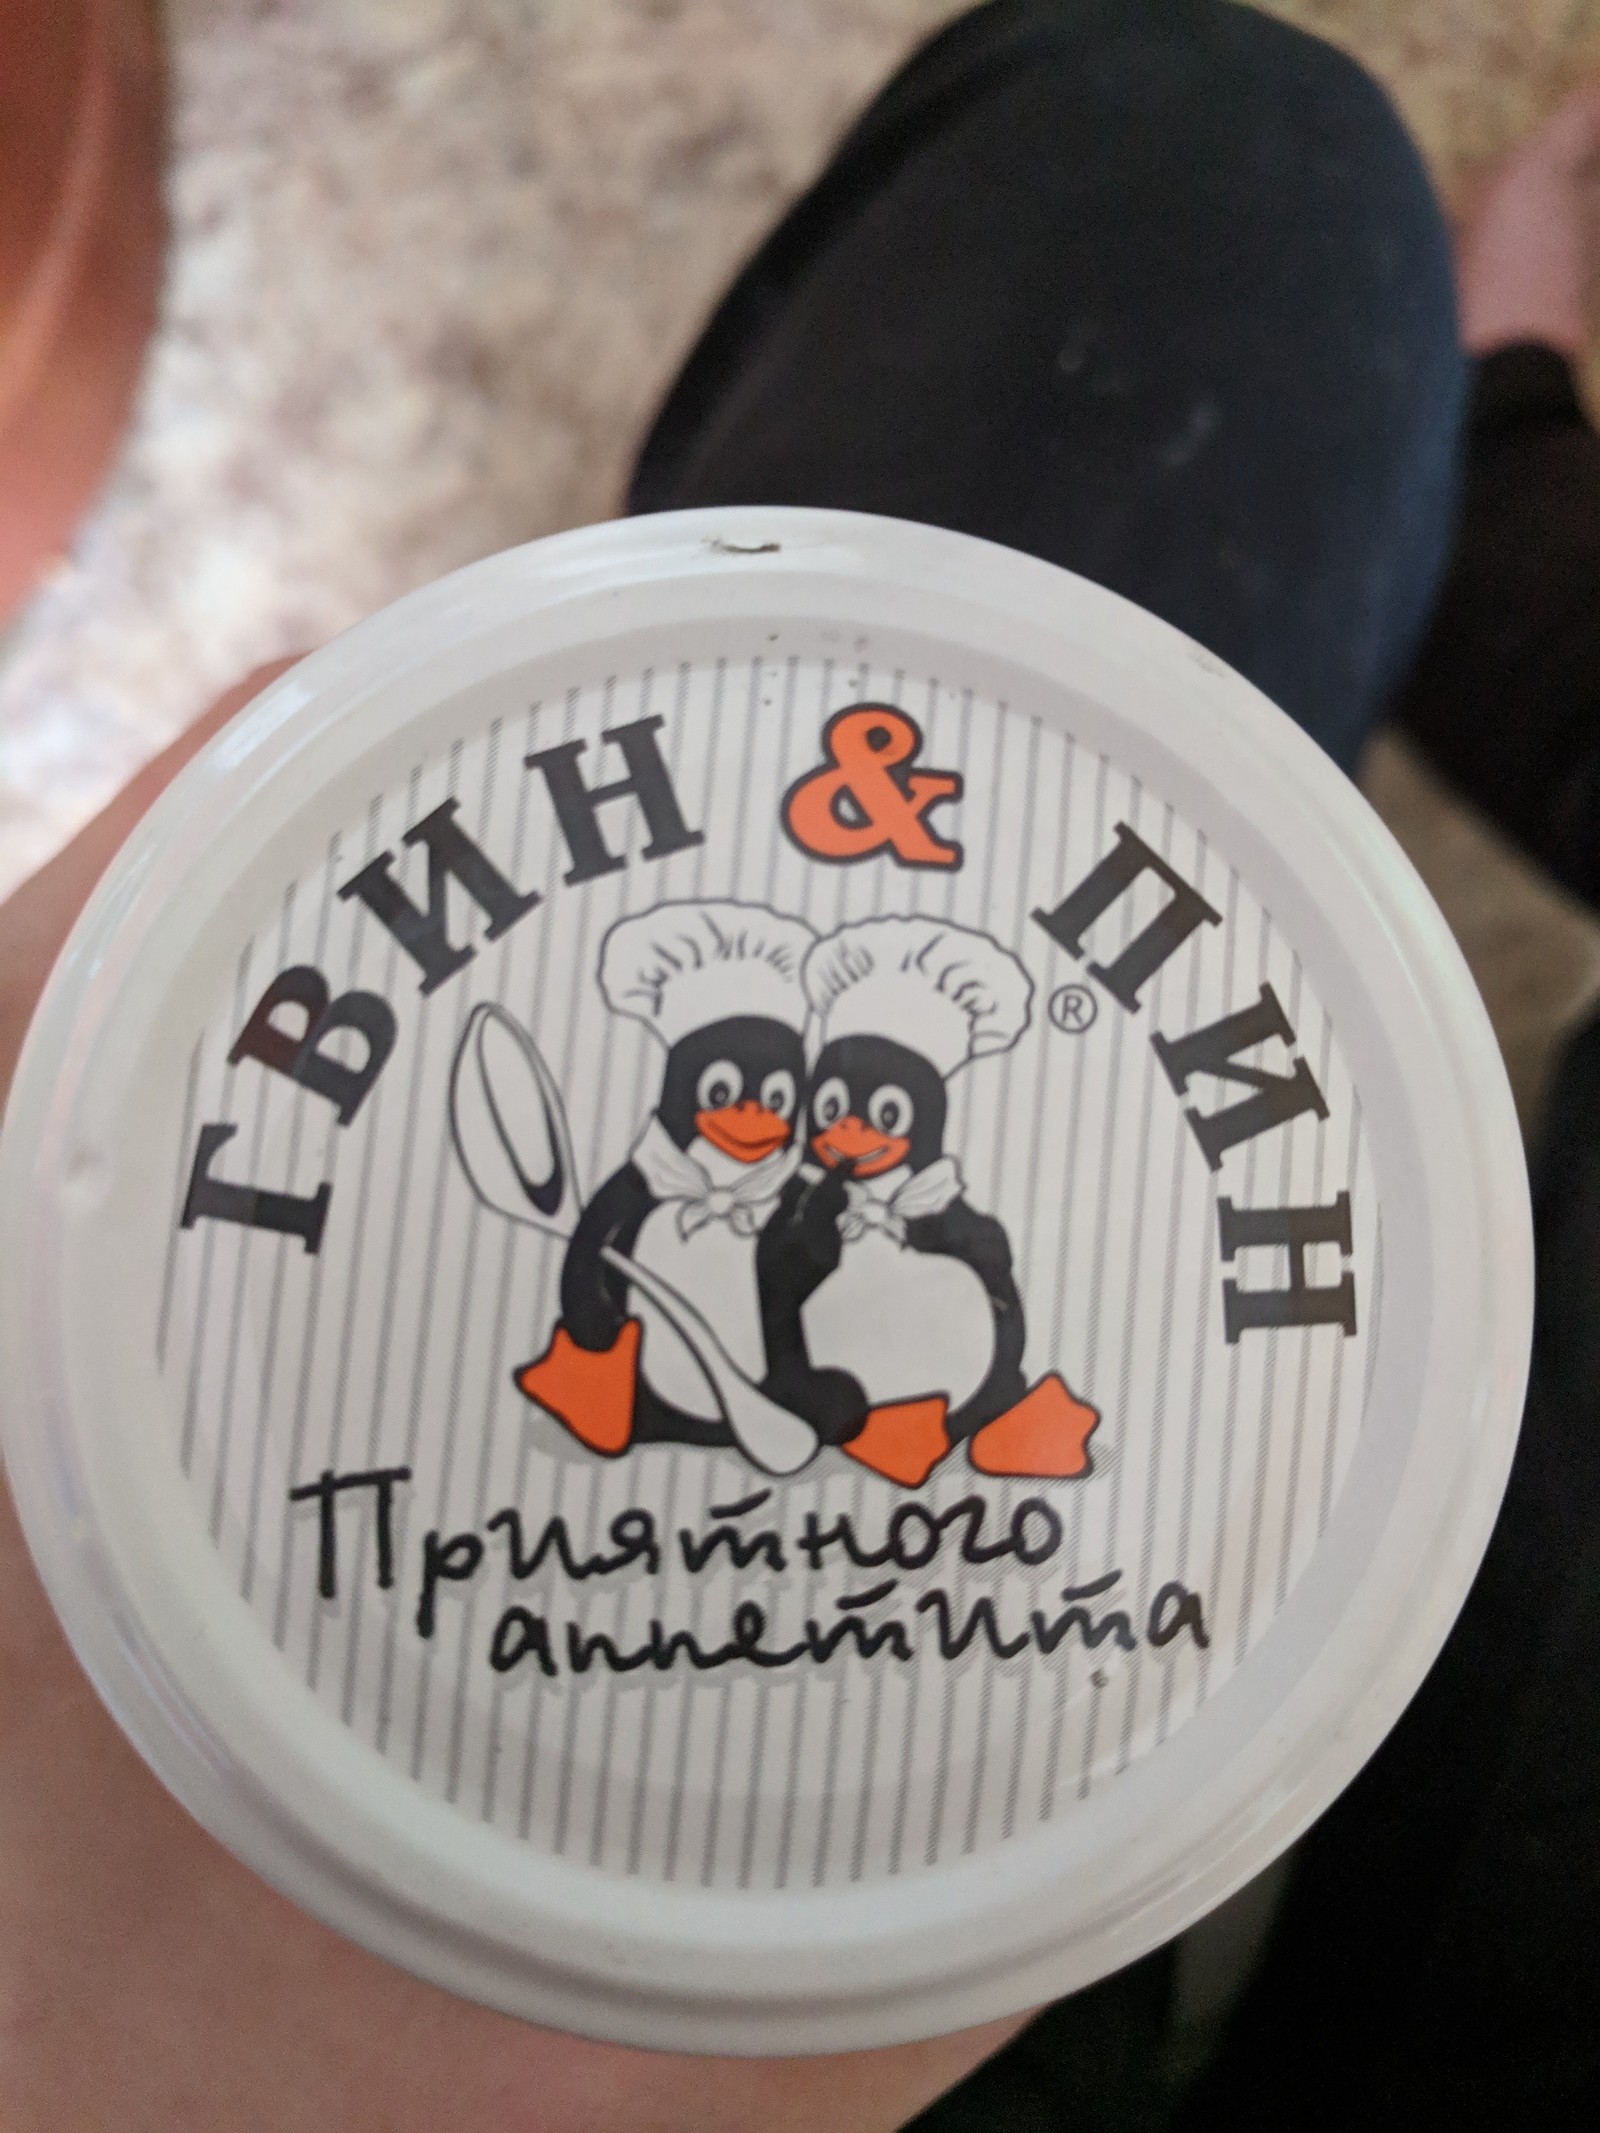 ГВИН & ПИН
®
Приятного
аппетита